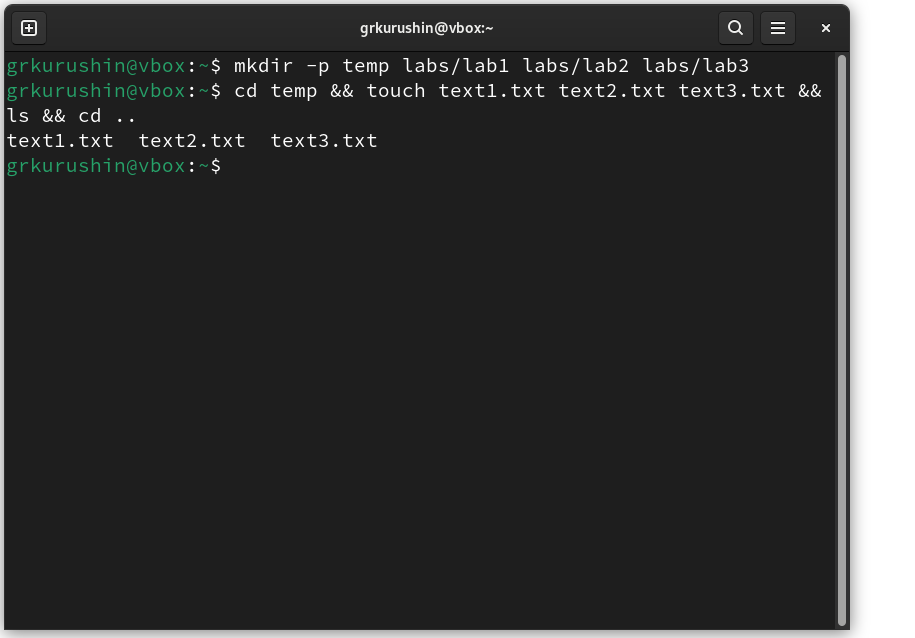 grkurushin@vbox:~
grkurushin@vbox:~$ mkdir -p temp labs/lab1 labs/lab2 labs/lab3
grkurushin@vbox:~$ cd temp && touch text1.txt text2.txt text3.txt &&
ls && cd ..
text1.txt  text2.txt  text3.txt
grkurushin@vbox:~$